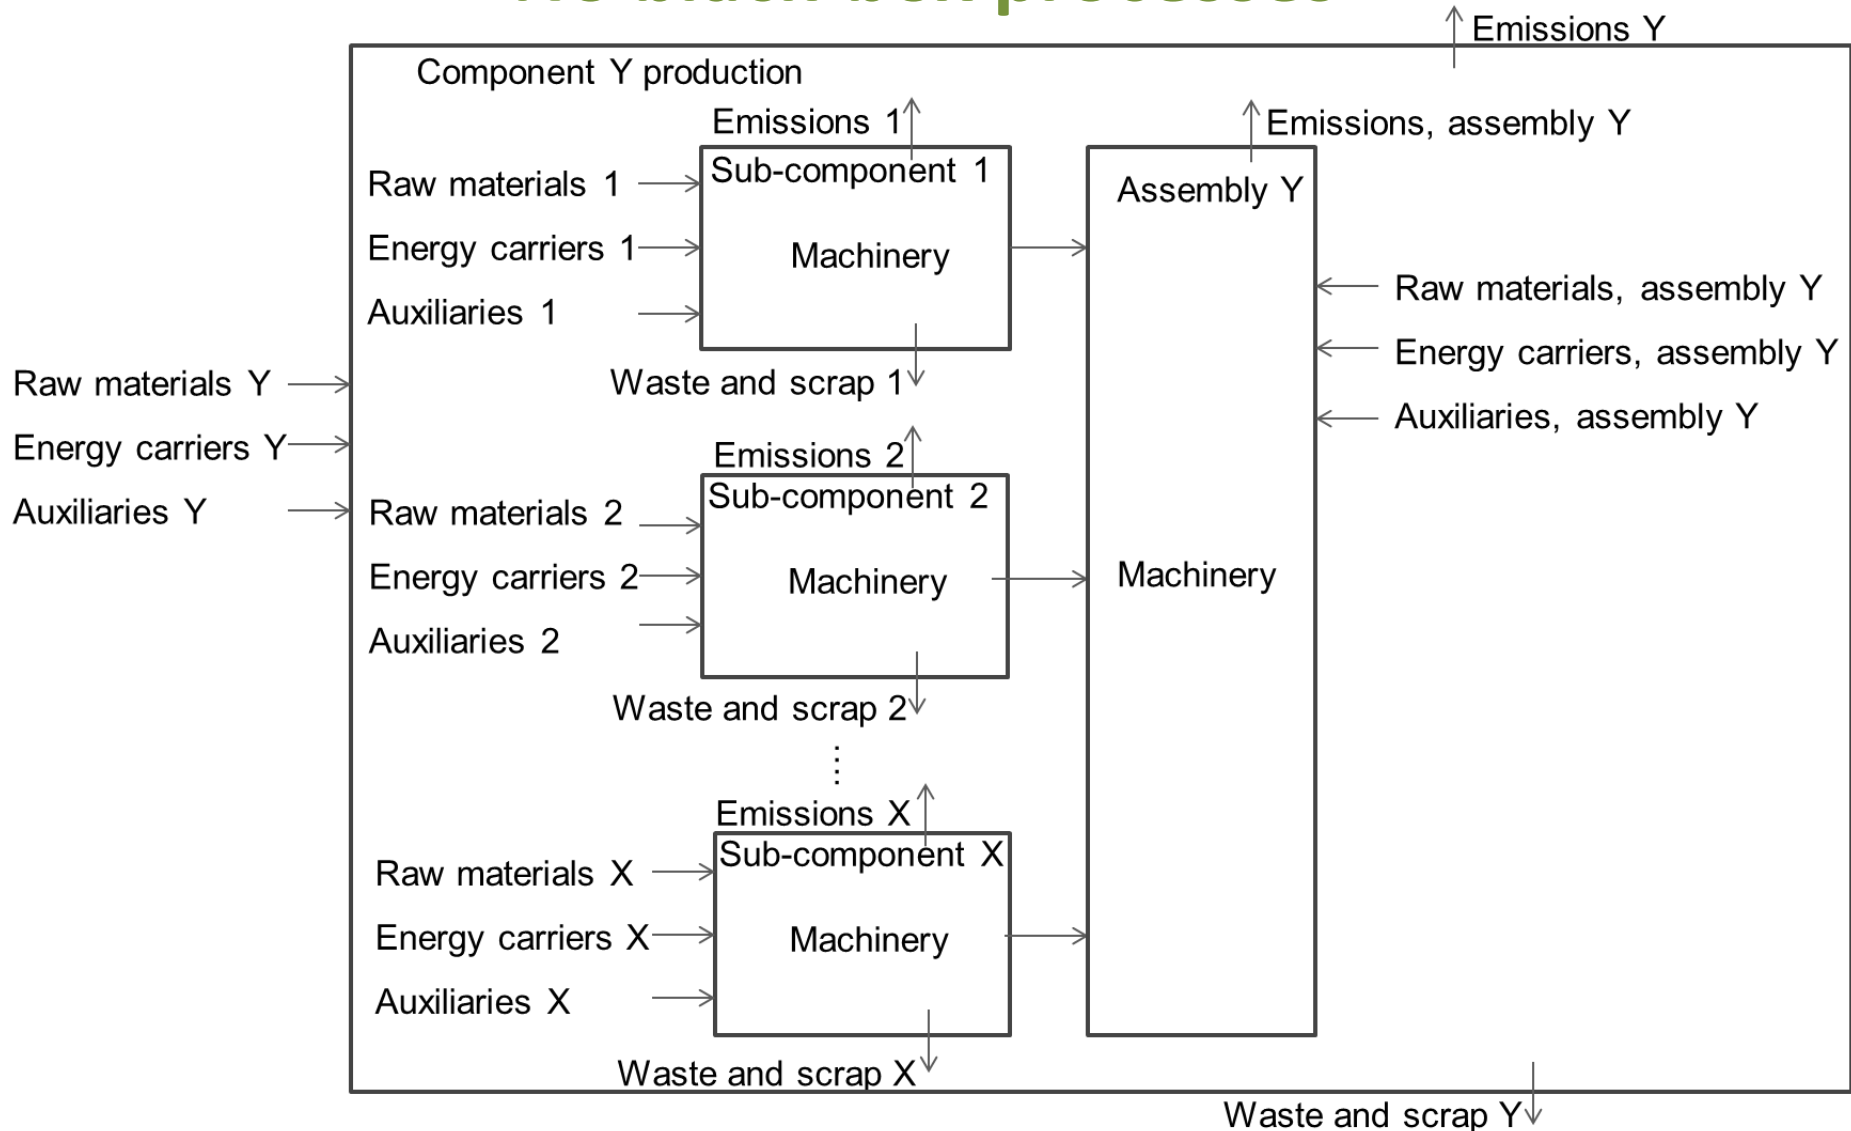 Emissions Y
Component Y production
Emissions 1
Emissions, assembly Y
Sub-component 1
Assembly Y
Raw materials 1
Energy carriers 1
Machinery
Auxiliaries 1
Raw materials, assembly Y
Energy carriers, assembly Y
Auxiliaries, assembly Y
Waste and scrap 1
Raw materials Y
Energy carriers Y
Auxiliaries Y
Emissions 2
Sub-component 2
Raw materials 2
Energy carriers 2
Machinery
Machinery
Auxiliaries 2
Waste and scrap 2
Emissions X
Sub-component X
Raw materials X
Energy carriers X
Machinery
Auxiliaries X
Waste and scrap X
Waste and scrap Y